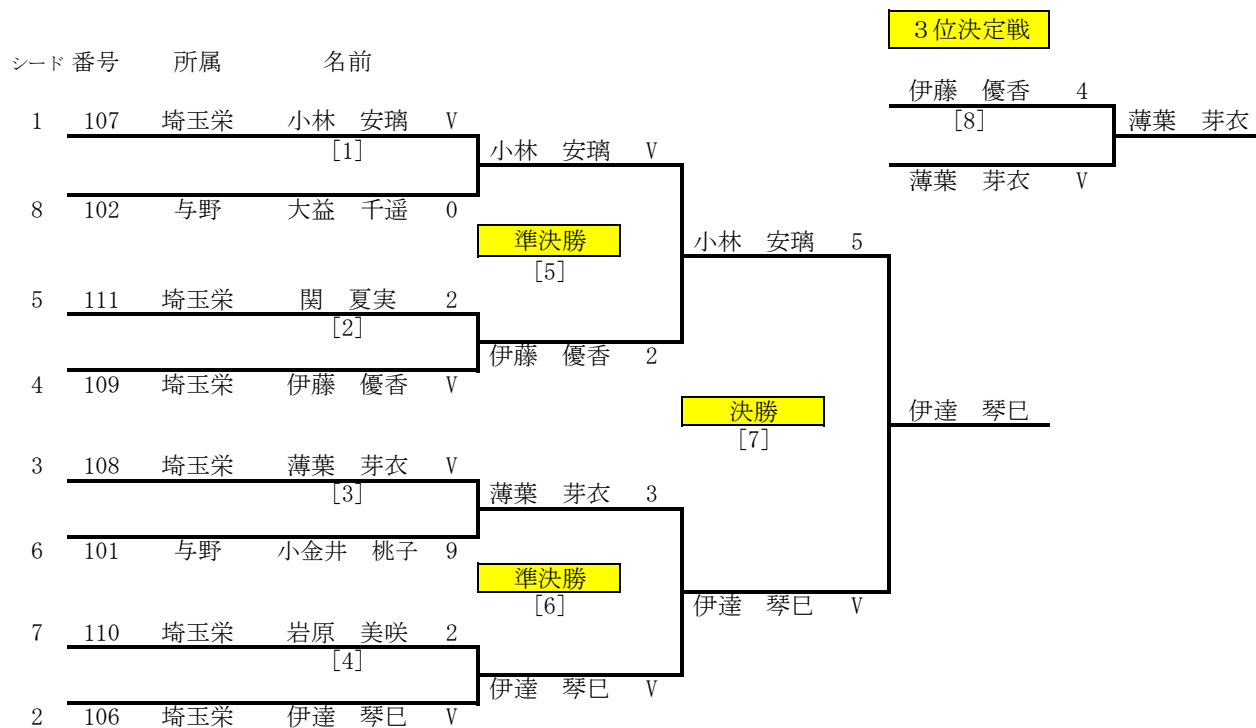 ３位決定戦
シード 番号 所属 名前
伊藤 優香 4
1 107 埼玉栄 小林 安璃 V
[8]
薄葉 芽衣
[1]
小林 安璃 V
薄葉 芽衣 V
8 102 与野 大益 千遥 0
準決勝
小林 安璃 5
[5]
5 111 埼玉栄 関 夏実 2
[2]
伊藤 優香 2
4 109 埼玉栄 伊藤 優香 V
決勝
伊達 琴巳
[7]
3 108 埼玉栄 薄葉 芽衣 V
[3]
薄葉 芽衣 3
6 101 与野 小金井 桃子 9
準決勝
[6]
伊達 琴巳 V
7 110 埼玉栄 岩原 美咲 2
[4]
伊達 琴巳 V
2 106 埼玉栄 伊達 琴巳 V